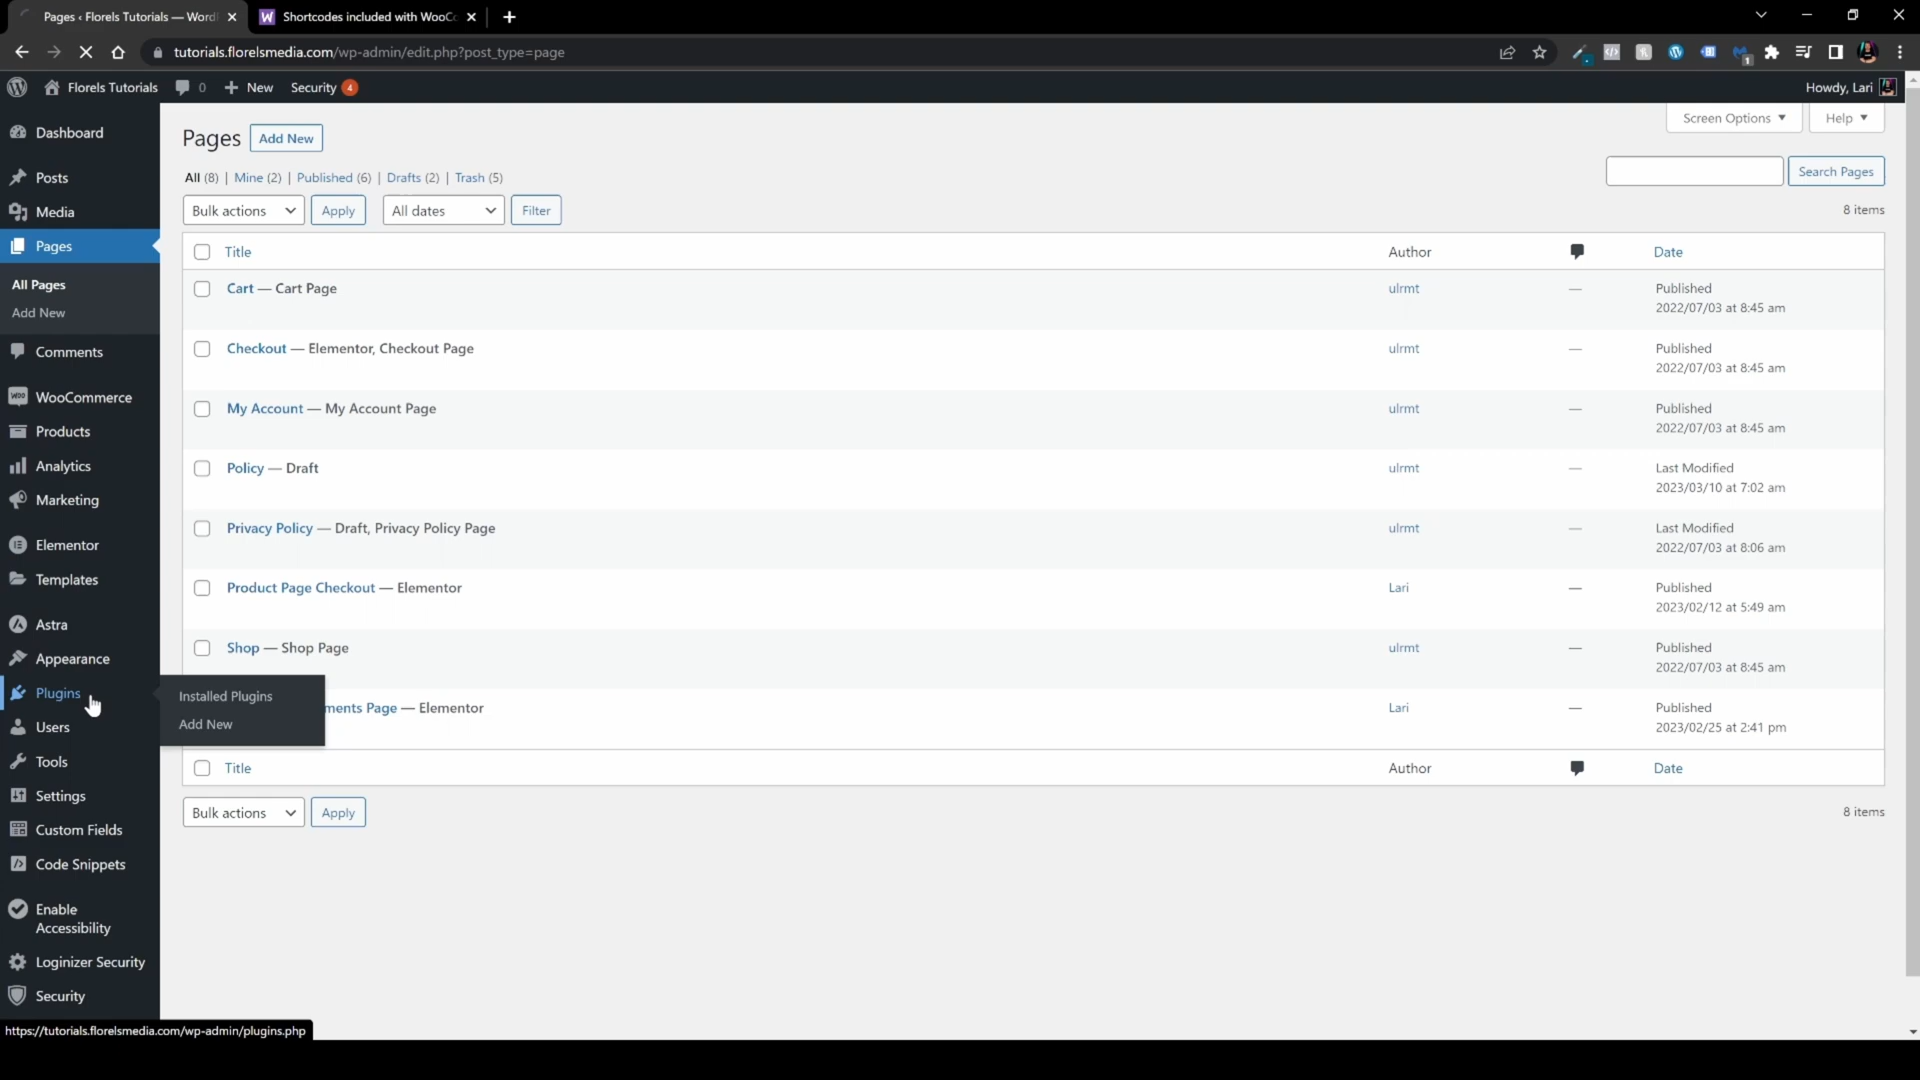 Pages ‹ Florels Tutorials — Word
Shortcodes included with WooCo
tutorials.florelsmedia.com/wp-admin/edit.php?post_type=page
Florels Tutorials 0 New Security 4
Howdy, Lari
Dashboard
Posts
Media
Pages
All Pages
Add New
Comments
WooCommerce
Products
Analytics
Marketing
Elementor
Templates
Astra
Appearance
Plugins
Installed Plugins
Add New
Users
Tools
Settings
Custom Fields
Code Snippets
Enable
Accessibility
Loginizer Security
Security
https://tutorials.florelsmedia.com/wp-admin/plugins.php
Screen Options Help
Pages Add New
All (8) | Mine (2) | Published (6) | Drafts (2) | Trash (5)
Search Pages
Bulk actions Apply All dates Filter
8 items
Title Author Date
Cart — Cart Page ulrmt — Published
2022/07/03 at 8:45 am
Checkout — Elementor, Checkout Page ulrmt — Published
2022/07/03 at 8:45 am
My Account — My Account Page ulrmt — Published
2022/07/03 at 8:45 am
Policy — Draft ulrmt — Last Modified
2023/03/10 at 7:02 am
Privacy Policy — Draft, Privacy Policy Page ulrmt — Last Modified
2022/07/03 at 8:06 am
Product Page Checkout — Elementor Lari — Published
2023/02/12 at 5:49 am
Shop — Shop Page ulrmt — Published
2022/07/03 at 8:45 am
ments Page — Elementor Lari — Published
2023/02/25 at 2:41 pm
Title Author Date
Bulk actions Apply
8 items